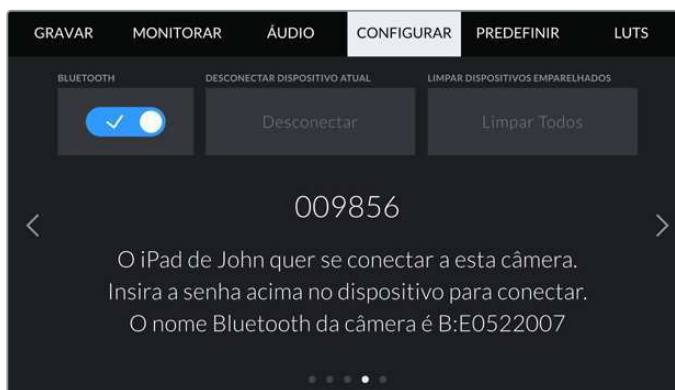 GRAVAR MONITORAR ÁUDIO CONFIGURAR PREDEFINIR LUTS
BLUETOOTH DESCONECTAR DISPOSITIVO ATUAL LIMPAR DISPOSITIVOS EMPARELHADOS
Desconectar Limpar Todos
009856
O iPad de John quer se conectar a esta câmera.
Insira a senha acima no dispositivo para conectar.
O nome Bluetooth da câmera é B:E0522007